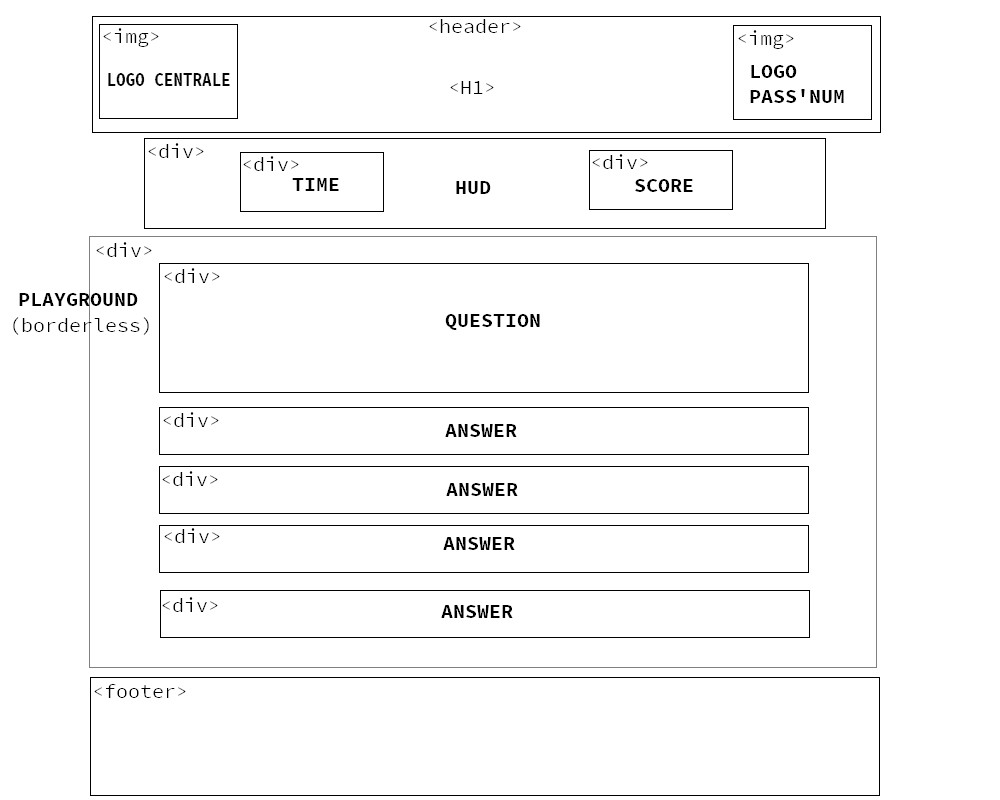 <header>
<img>
LOGO CENTRALE
<H1>
<img>
LOGO
PASS'NUM
<div>
<div>
TIME
HUD
<div>
SCORE
<div>
PLAYGROUND
(borderless)
<div>
QUESTION
<div>
ANSWER
<div>
ANSWER
<div>
ANSWER
<div>
ANSWER
<footer>